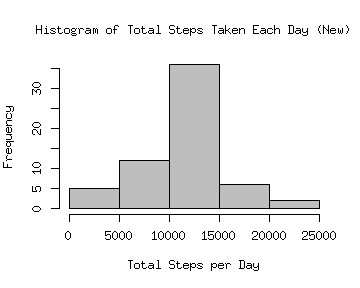 Histogram of Total Steps Taken Each Day (New)
Frequency
30
20
10
5
0
0 5000 10000 15000 20000 25000
Total Steps per Day